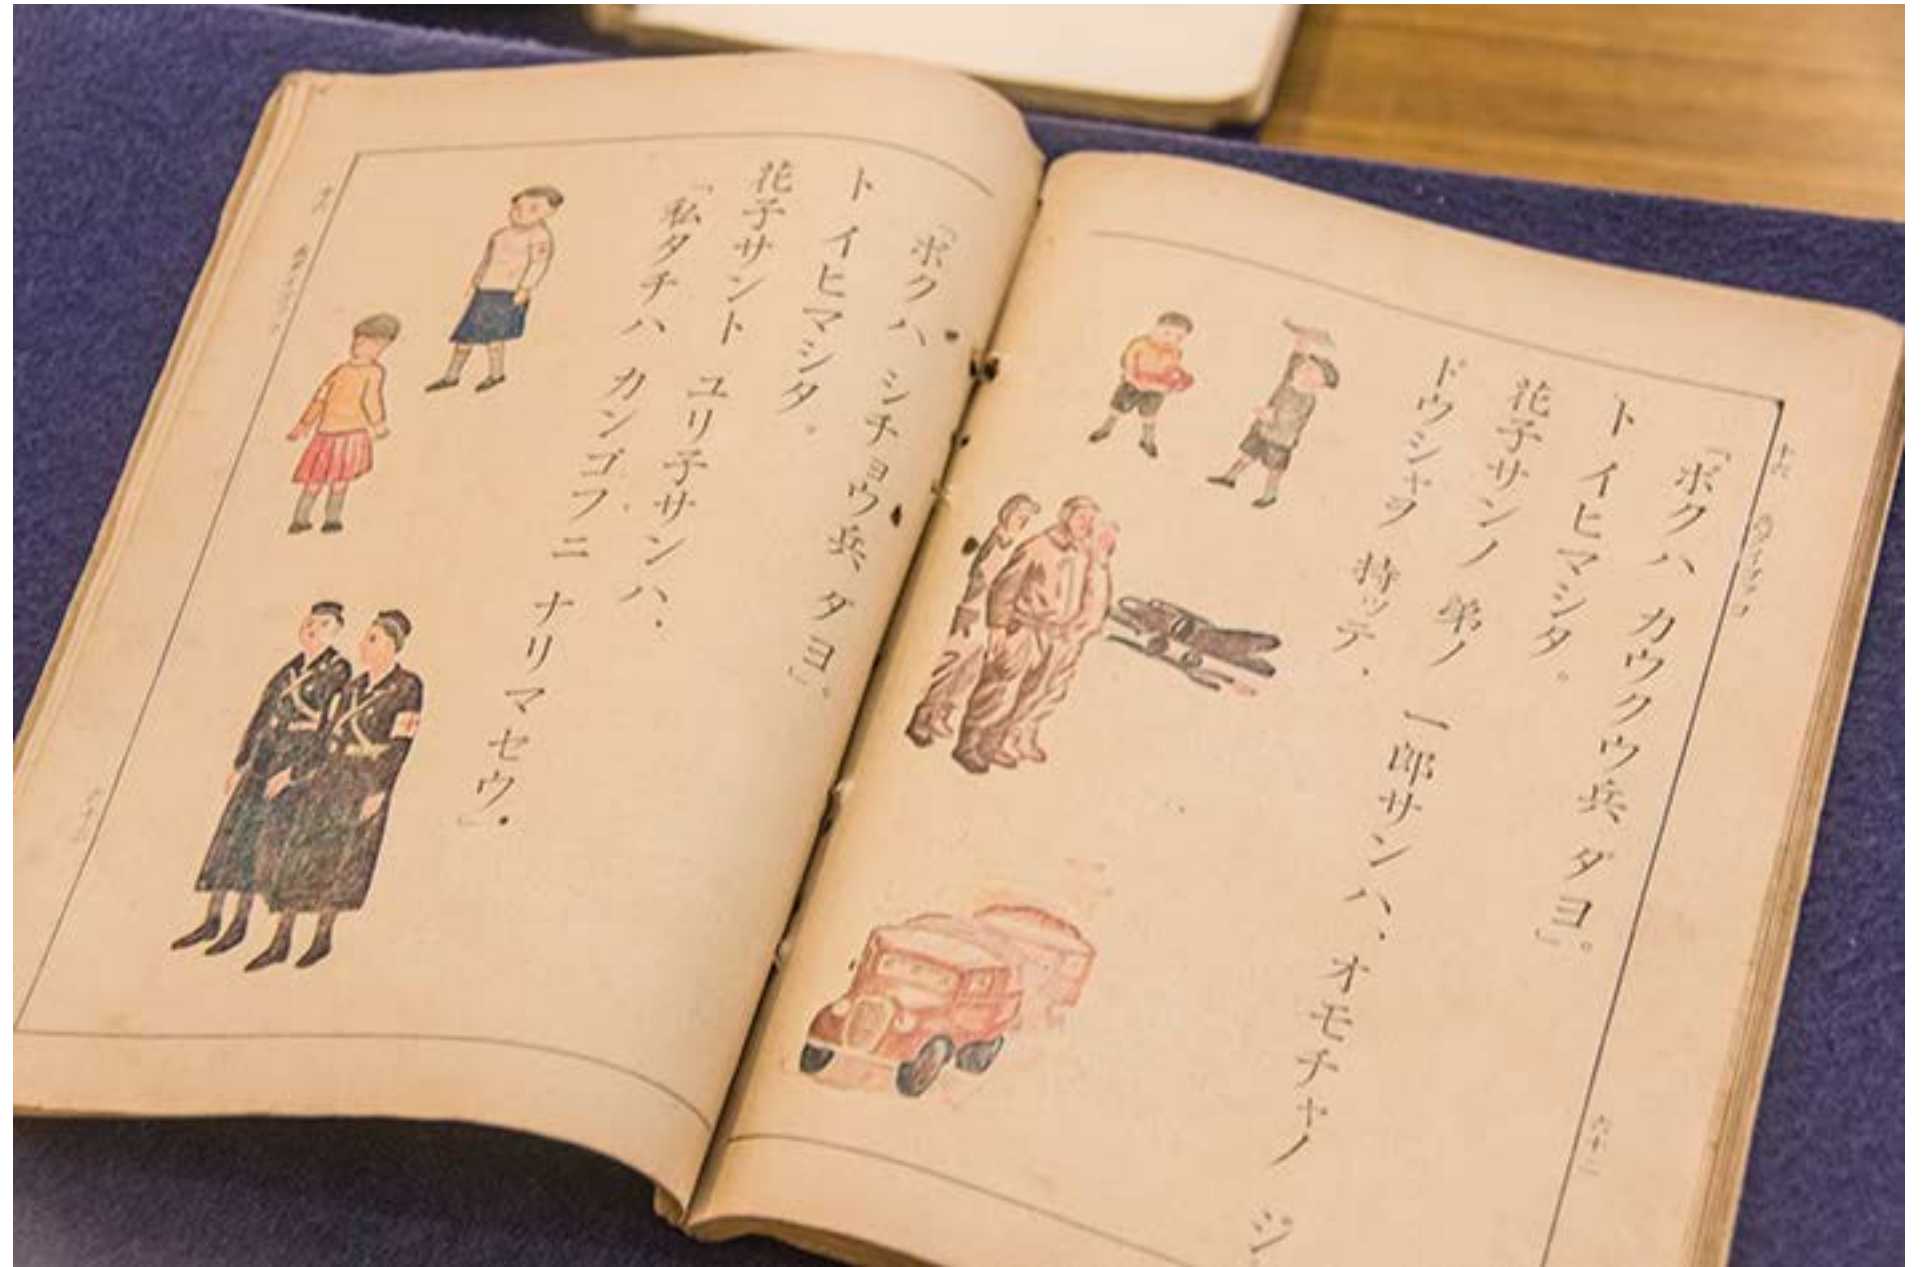 「ボクハ カウクウ兵ダヨ」。
ト イヒマシタ。
花子サンノ 弟ノ 一郎サンハ、オモチャノ ジ
ドウシャヲ 持ッテ、
「ボクハ シチョウ兵ダヨ」。
ト イヒマシタ。
花子サント ユリ子サンハ、
「私タチハ カンゴフニ ナリマセウ」。